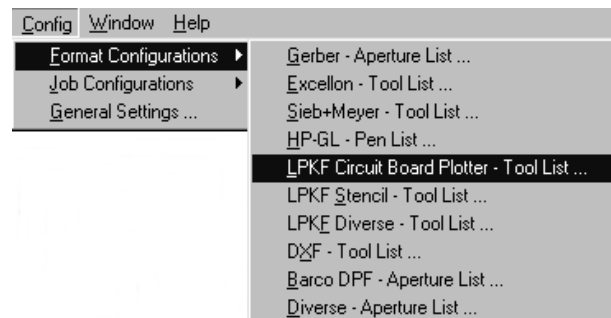 Config Window Help
Format Configurations
Job Configurations
General Settings ...
Gerber - Aperture List ...
Excellon - Tool List ...
Sieb+Meyer - Tool List ...
HP-GL - Pen List ...
LPKF Circuit Board Plotter - Tool List ...
LPKF Stencil - Tool List ...
LPKF Diverse - Tool List ...
DXF - Tool List ...
Barco DPF - Aperture List ...
Diverse - Aperture List ...